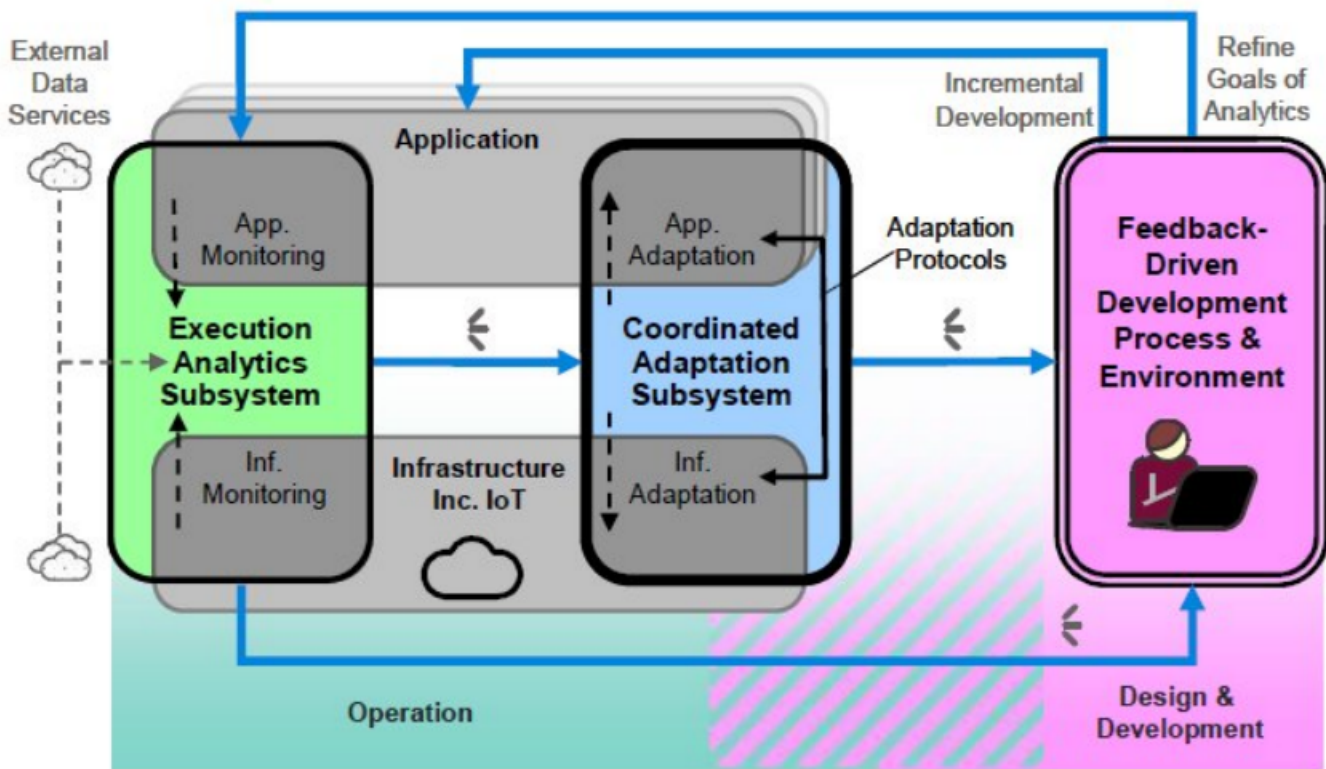 External
Data
Services
Incremental
Development
Refine
Goals of
Analytics
Application
App.
Monitoring
App.
Adaptation
Adaptation
Protocols
Feedback-
Driven
Development
Process &
Environment
Execution
Analytics
Subsystem
Coordinated
Adaptation
Subsystem
Inf.
Monitoring
Infrastructure
Inc. IoT
Inf.
Adaptation
Operation
Design &
Development